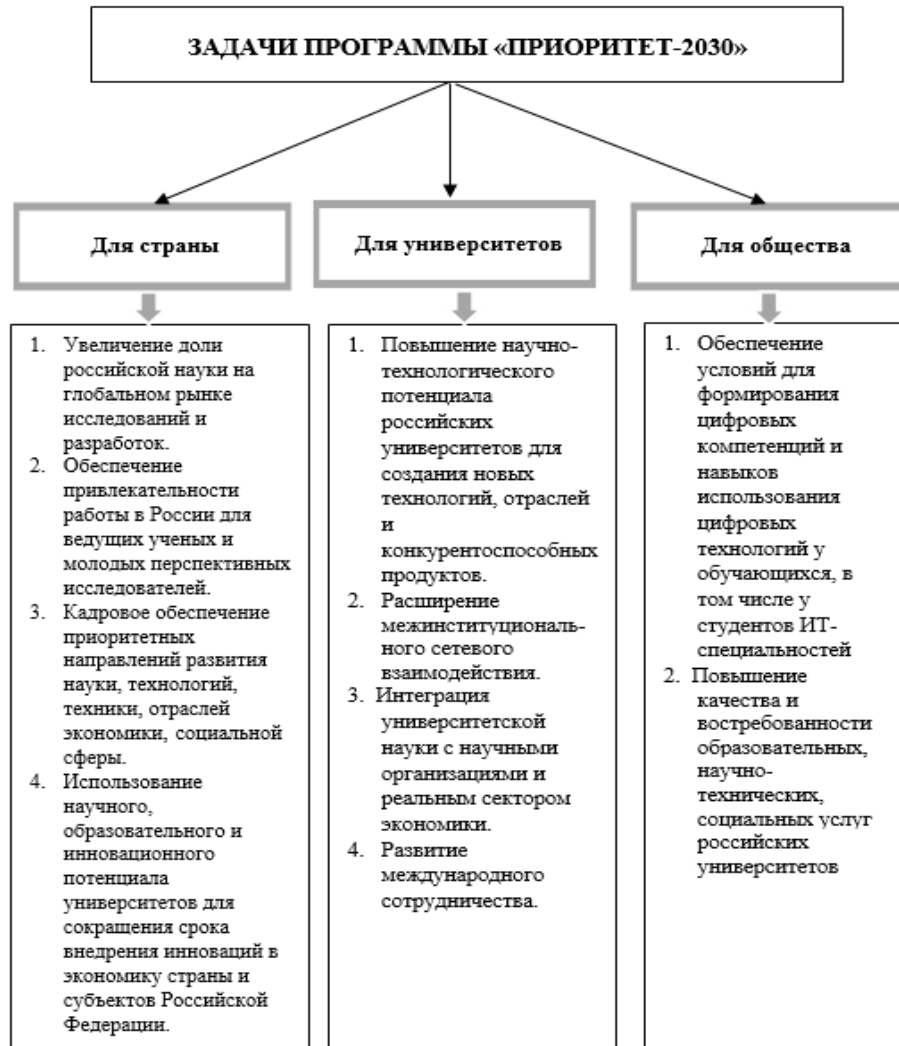 ЗАДАЧИ ПРОГРАММЫ «ПРИОРИТЕТ-2030»
Для страны
Для университетов
Для общества
1. Увеличение доли
российской науки на
глобальном рынке
исследований и
разработок.
2. Обеспечение
привлекательности
работы в России для
ведущих ученых и
молодых перспективных
исследователей.
3. Кадровое обеспечение
приоритетных
направлений развития
науки, технологий,
техники, отраслей
экономики, социальной
сферы.
4. Использование
научного,
образовательного и
инновационного
потенциала
университетов для
сокращения срока
внедрения инноваций в
экономику страны и
субъектов Российской
Федерации.
1. Повышение научно-
технологического
потенциала
российских
университетов для
создания новых
технологий, отраслей
и
конкурентоспособных
продуктов.
2. Расширение
межинституциональ-
ного сетевого
взаимодействия.
3. Интеграция
университетской
науки с научными
организациями и
реальным сектором
экономики.
4. Развитие
международного
сотрудничества.
1. Обеспечение
условий для
формирования
цифровых
компетенций и
навыков
использования
цифровых
технологий у
обучающихся, в
том числе у
студентов ИТ-
специальностей
2. Повышение
качества и
востребованности
образовательных,
научно-
технических,
социальных услуг
российских
университетов